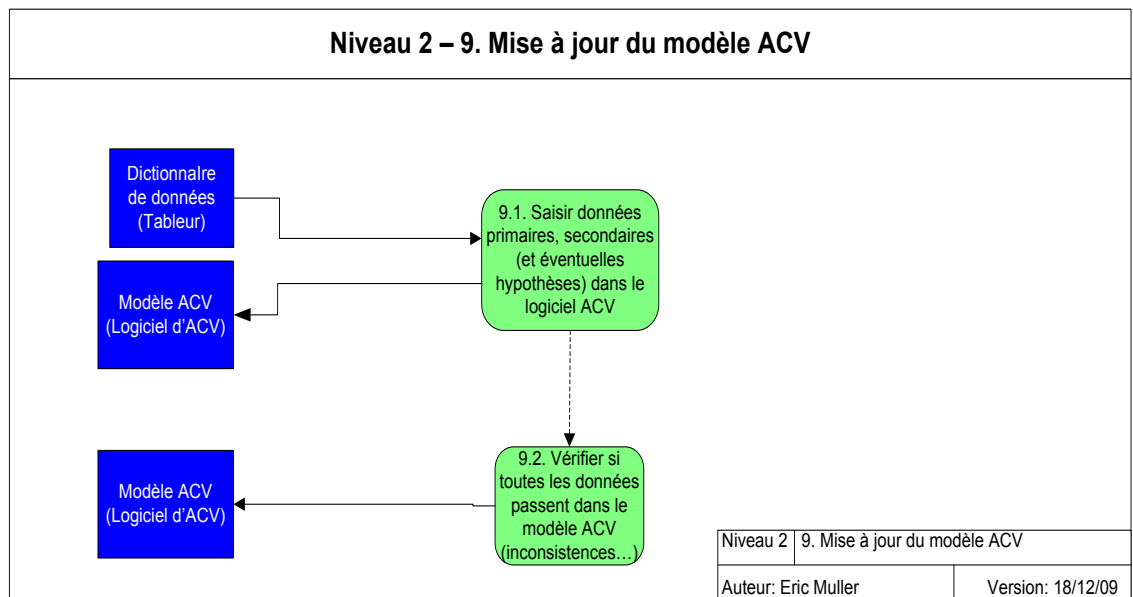 Niveau 2 – 9. Mise à jour du modèle ACV
DictionnaIre
de données
(Tableur)
9.1. Saisir données
primaires, secondaires
(et éventuelles
hypothèses) dans le
logiciel ACV
Modèle ACV
(Logiciel d’ACV)
9.2. Vérifier si
toutes les données
passent dans le
modèle ACV
(inconsistences…)
Modèle ACV
(Logiciel d’ACV)
Niveau 2 9. Mise à jour du modèle ACV
Auteur: Eric Muller Version: 18/12/09